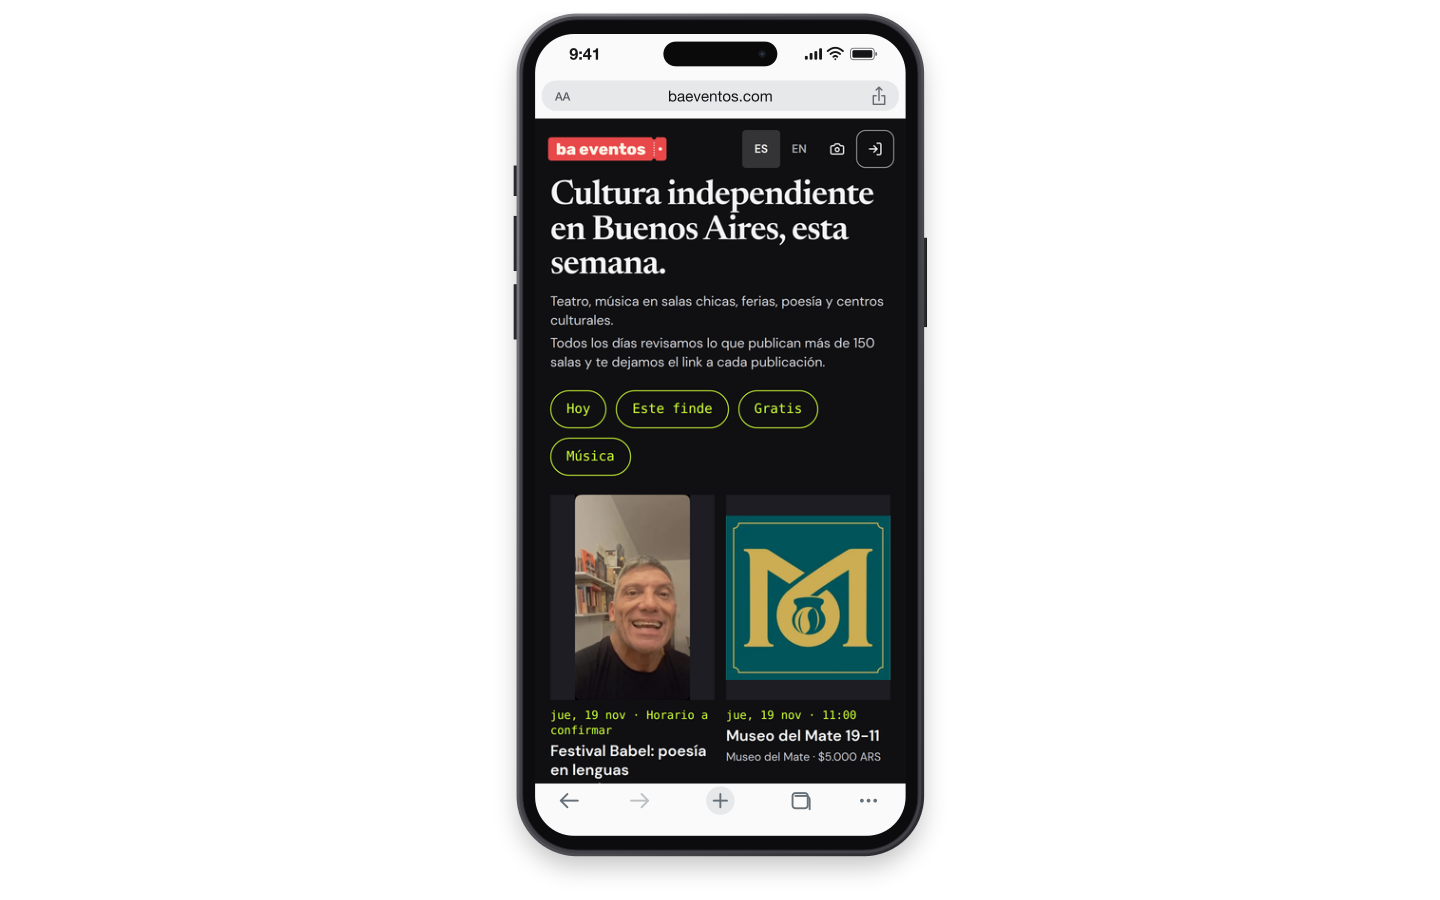 9:41
AA
baeventos.com
ba eventos
ES
EN
Cultura independiente
en Buenos Aires, esta
semana.
Teatro, música en salas chicas, ferias, poesía y centros
culturales.
Todos los días revisamos lo que publican más de 150
salas y te dejamos el link a cada publicación.
Hoy
Este finde
Gratis
Música
M
jue, 19 nov · Horario a
confirmar
Festival Babel: poesía
en lenguas
jue, 19 nov · 11:00
Museo del Mate 19-11
Museo del Mate · $5.000 ARS